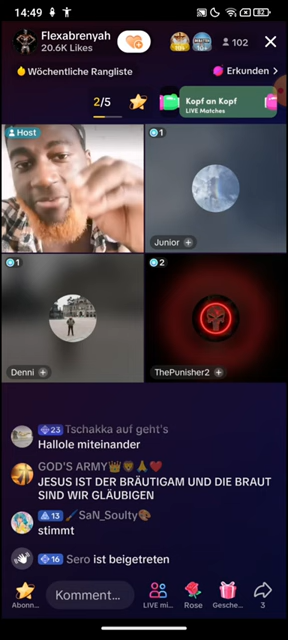 14:49
82
Flexabrenyah
20.6K Likes
102
Wöchentliche Rangliste
Erkunden
2/5
Kopf an Kopf
LIVE Matches
Host
1
Junior
1
2
Denni
ThePunisher2
23 Tschakka auf geht's
Hallole miteinander
GOD'S ARMY
JESUS IST DER BRÄUTIGAM UND DIE BRAUT
SIND WIR GLÄUBIGEN
13 SaN_Soulty
stimmt
16 Sero ist beigetreten
Kommentar...
Abonn...
LIVE mi...
Rose
Gesche...
3